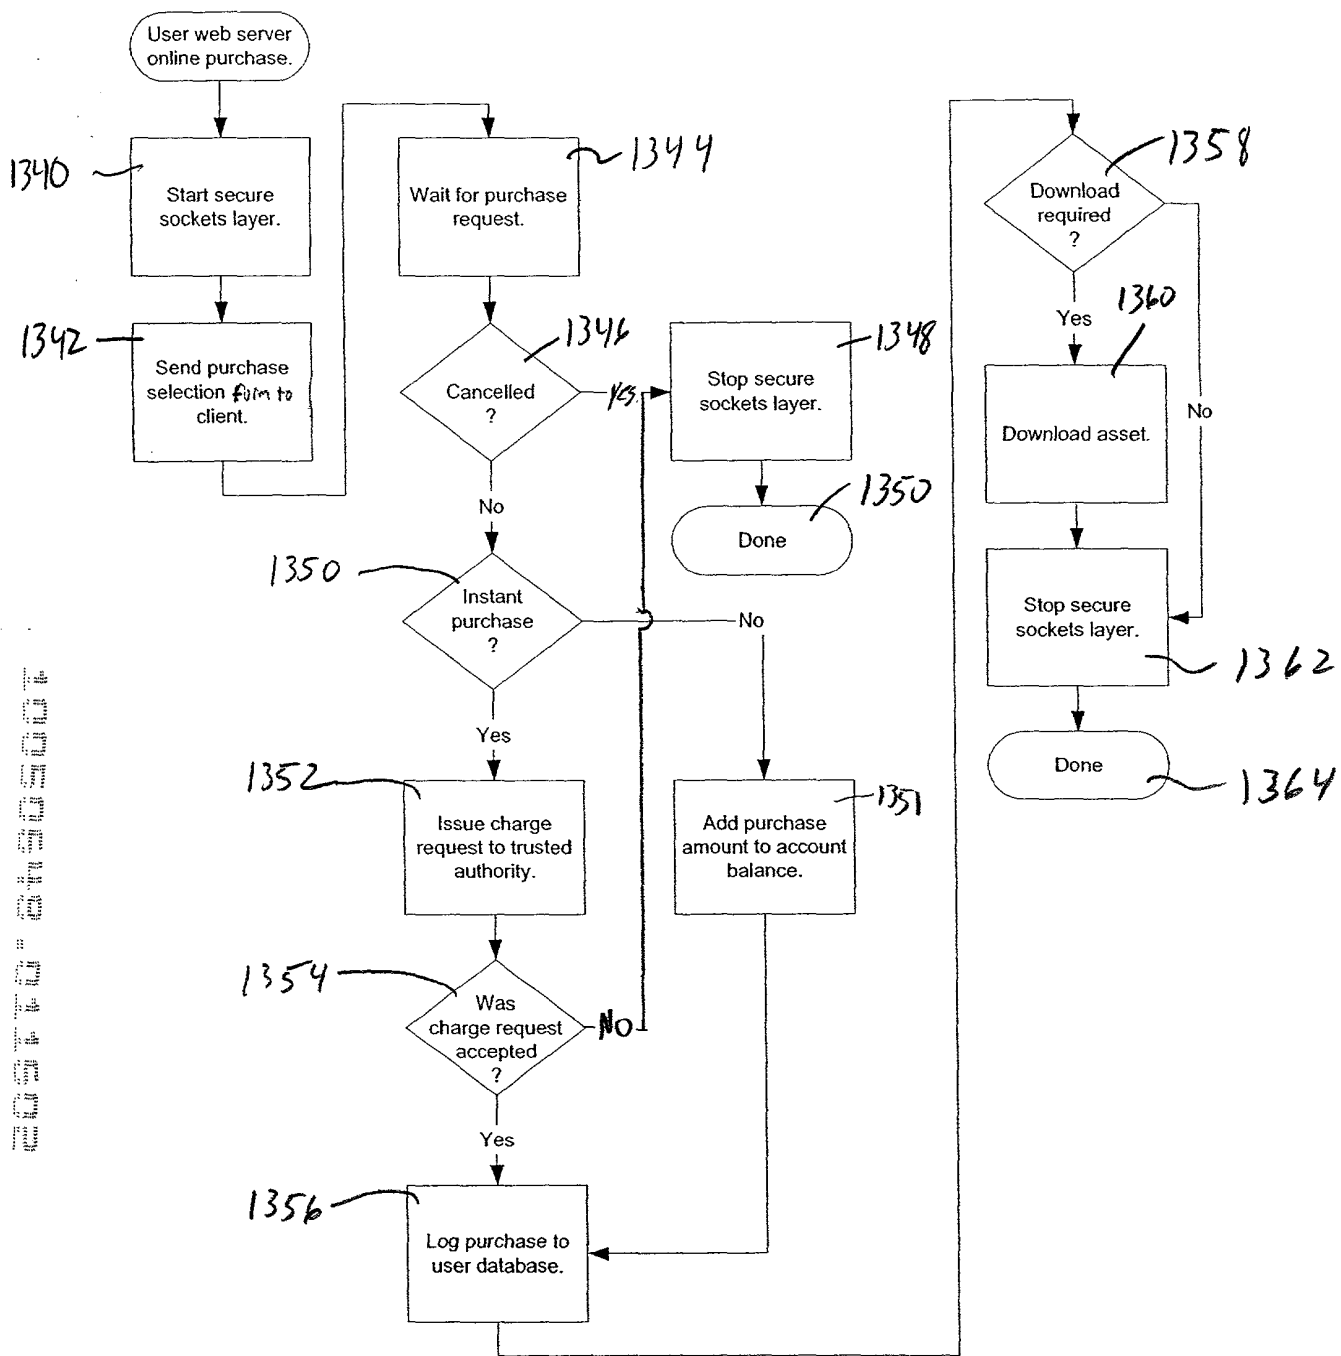 User web server
online purchase.
1340
Start secure
sockets layer.
1342
Send purchase
selection form to
client.
1344
Wait for purchase
request.
1346
Cancelled
?
Yes
1348
Stop secure
sockets layer.
1350
Done
No
1350
Instant
purchase
?
No
Yes
1352
Issue charge
request to trusted
authority.
1351
Add purchase
amount to account
balance.
1354
Was
charge request
accepted
?
NO
Yes
1356
Log purchase to
user database.
1358
Download
required
?
Yes
No
1360
Download asset.
Stop secure
sockets layer.
1362
Done
1364
10050548.011502